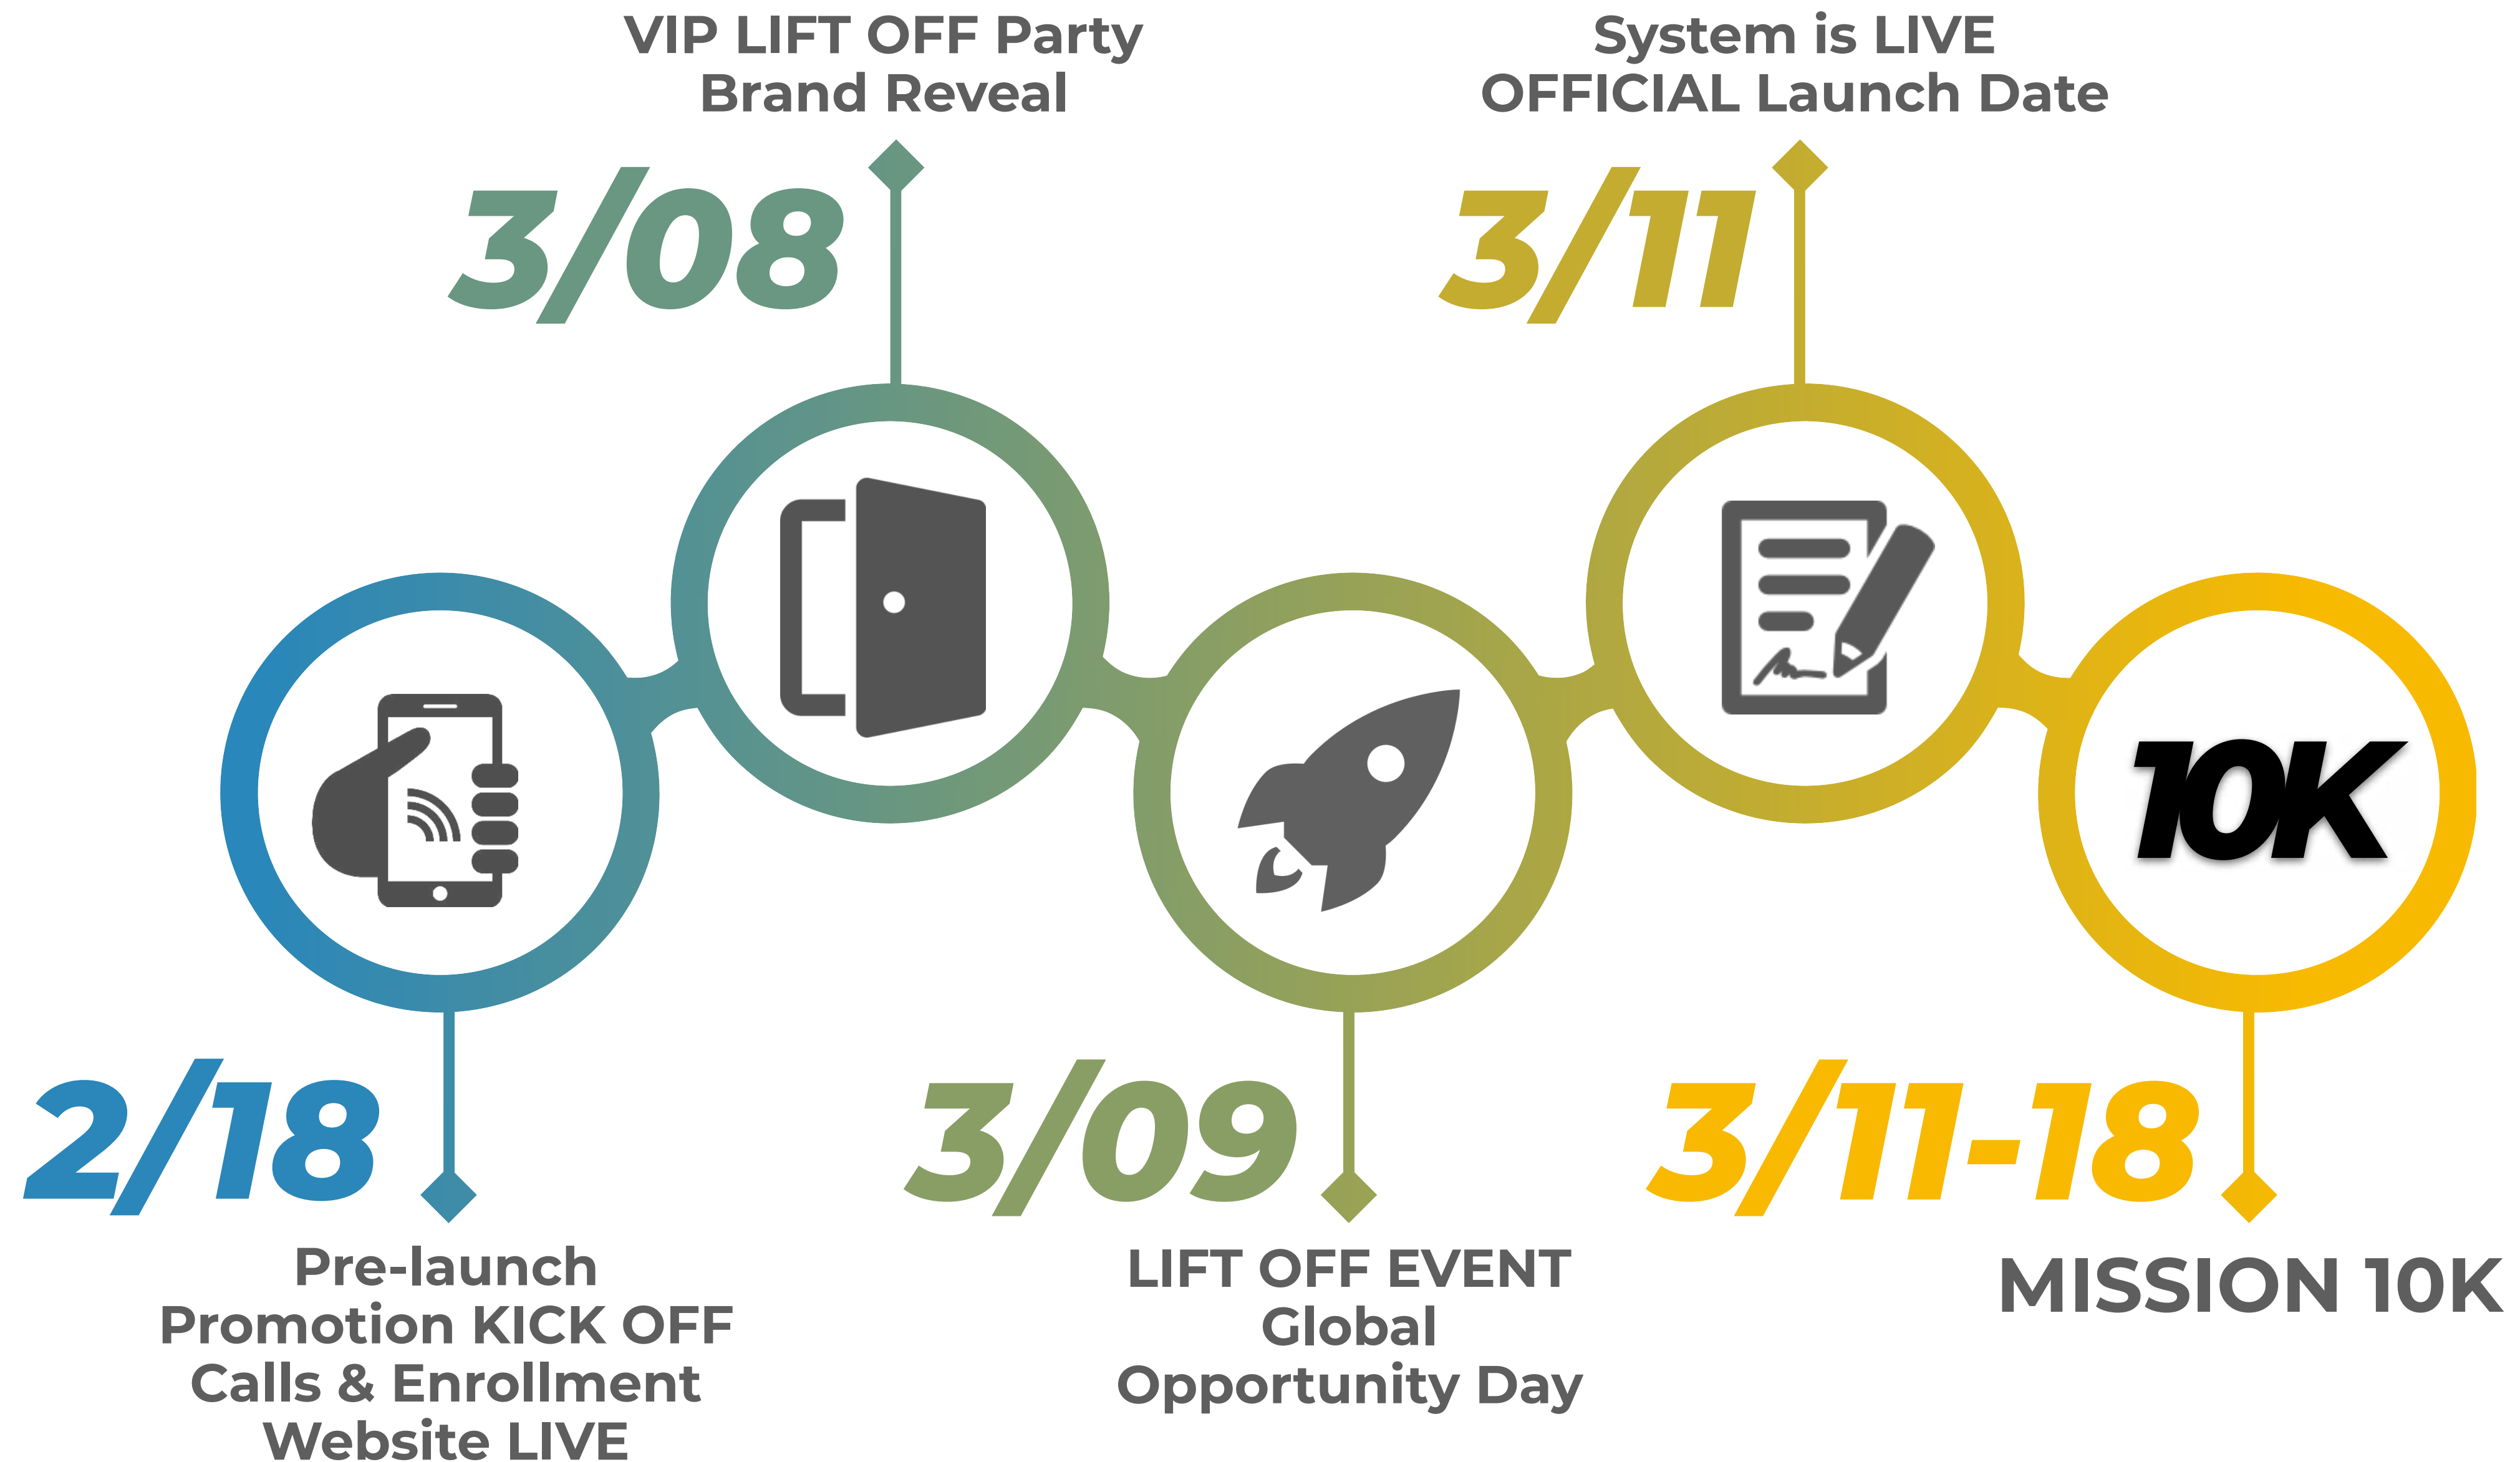 VIP LIFT OFF Party
Brand Reveal
3/08
System is LIVE
OFFICIAL Launch Date
3/11
10K
2/18
Pre-launch
Promotion KICK OFF
Calls & Enrollment
Website LIVE
3/09
LIFT OFF EVENT
Global
Opportunity Day
3/11-18
MISSION 10K